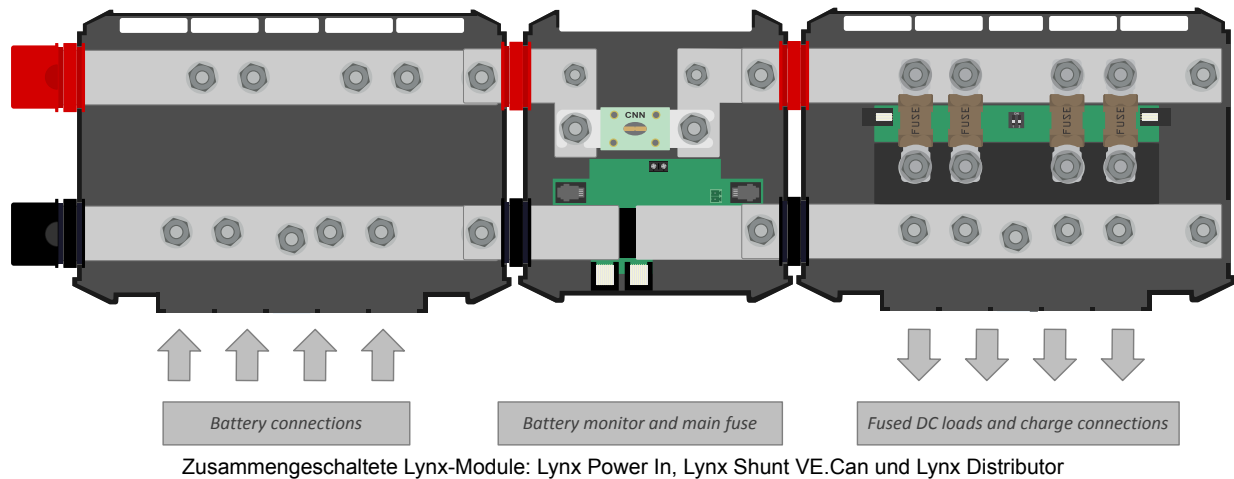 CNN
FUSE FUSE FUSE FUSE
Battery connections
Battery monitor and main fuse
Fused DC loads and charge connections
Zusammengeschaltete Lynx-Module: Lynx Power In, Lynx Shunt VE.Can und Lynx Distributor